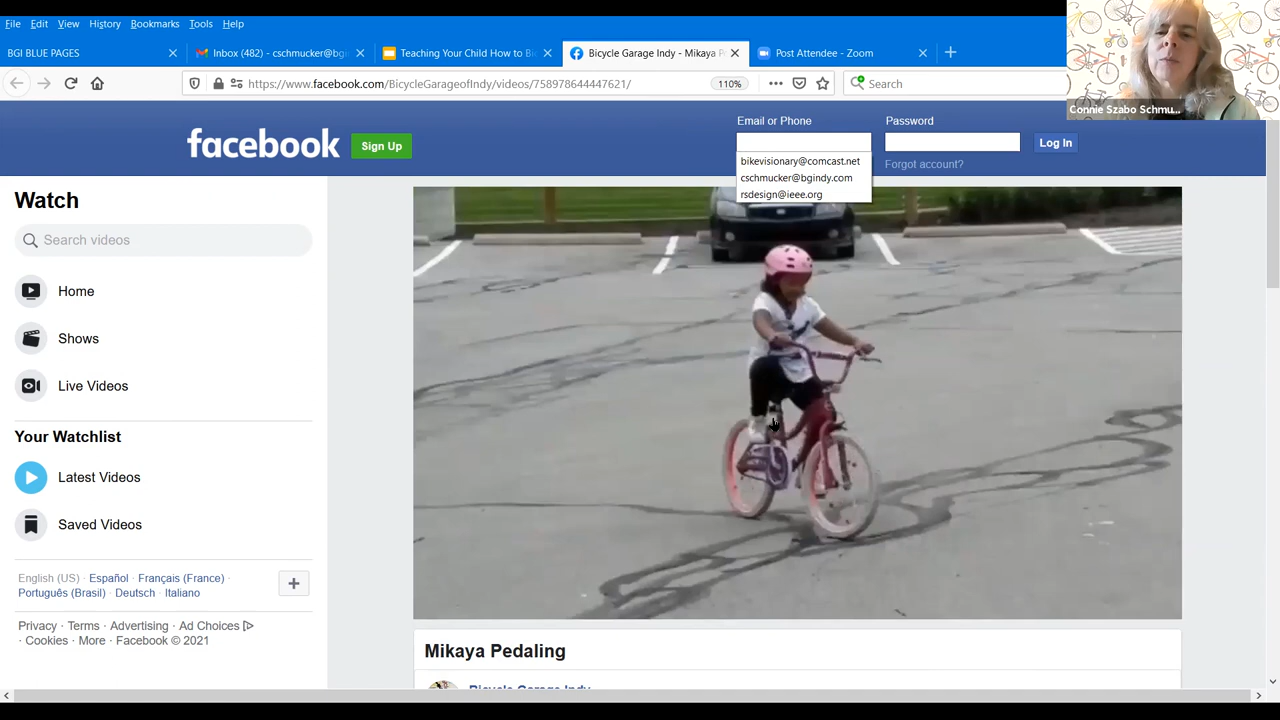 File Edit View History Bookmarks Tools Help
BGI BLUE PAGES
Inbox (482) - cschmucker@bg
Teaching Your Child How to Bi
Bicycle Garage Indy - Mikaya P
Post Attendee - Zoom
https://www.facebook.com/BicycleGarageofIndy/videos/758978644447621/
110%
Search
Connie Szabo Schmu...
facebook
Sign Up
Email or Phone
Password
Log In
Forgot account?
bikevisionary@comcast.net
cschmucker@bgindy.com
rsdesign@ieee.org
Watch
Search videos
Home
Shows
Live Videos
Your Watchlist
Latest Videos
Saved Videos
English (US) · Español · Français (France) ·
Português (Brasil) · Deutsch · Italiano
Privacy · Terms · Advertising · Ad Choices
· Cookies · More · Facebook © 2021
Mikaya Pedaling
Bicycle Garage Indy